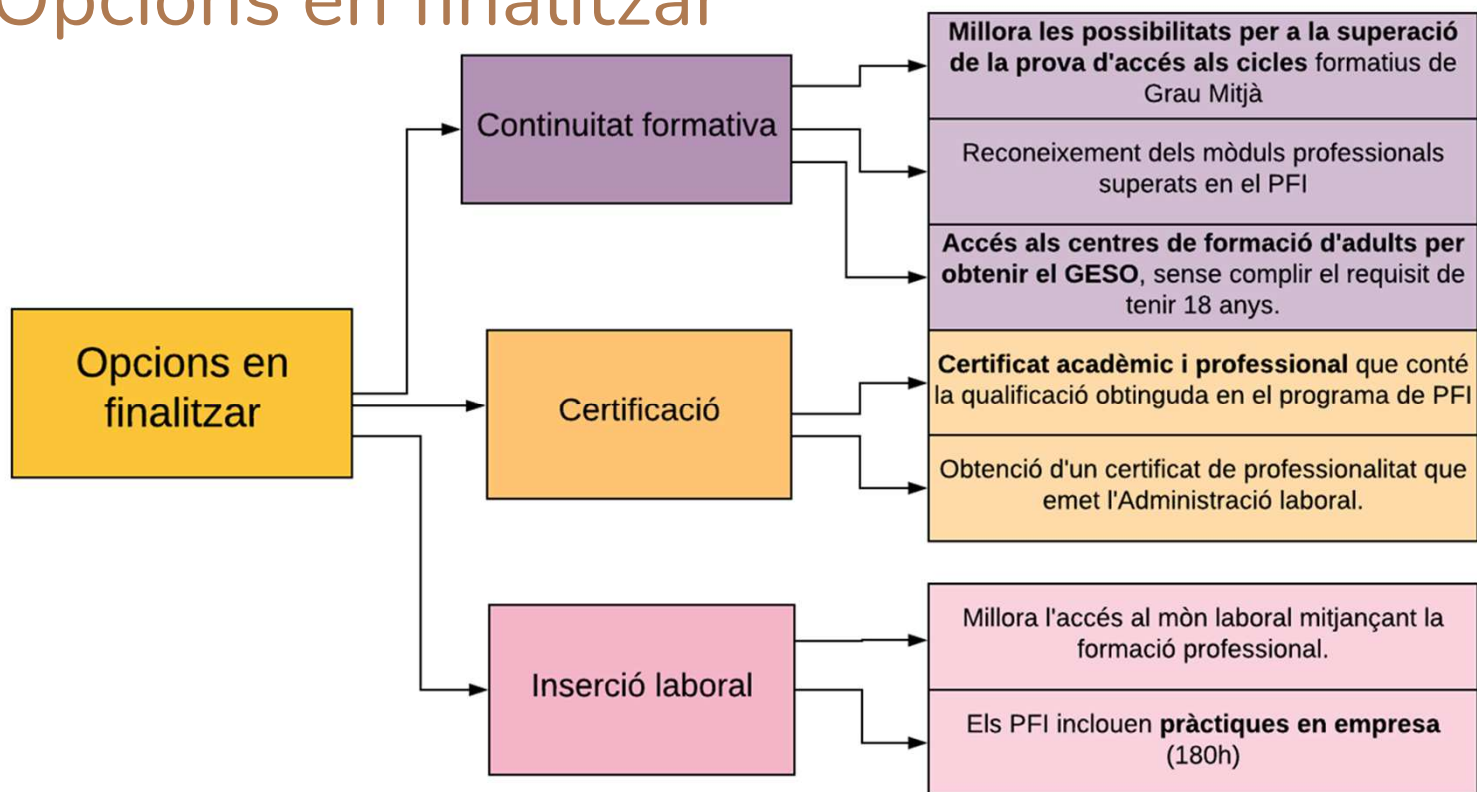 Opcions en finalitzar
Millora les possibilitats per a la superació
de la prova d'accés als cicles formatius de
Grau Mitjà
Continuitat formativa
Reconeixement dels mòduls professionals
superats en el PFI
Accés als centres de formació d'adults per
obtenir el GESO, sense complir el requisit de
tenir 18 anys.
Opcions en
finalitzar
Certificació
Certificat acadèmic i professional que conté
la qualificació obtinguda en el programa de PFI
Obtenció d'un certificat de professionalitat que
emet l'Administració laboral.
Inserció laboral
Millora l'accés al mòn laboral mitjançant la
formació professional.
Els PFI inclouen pràctiques en empresa
(180h)